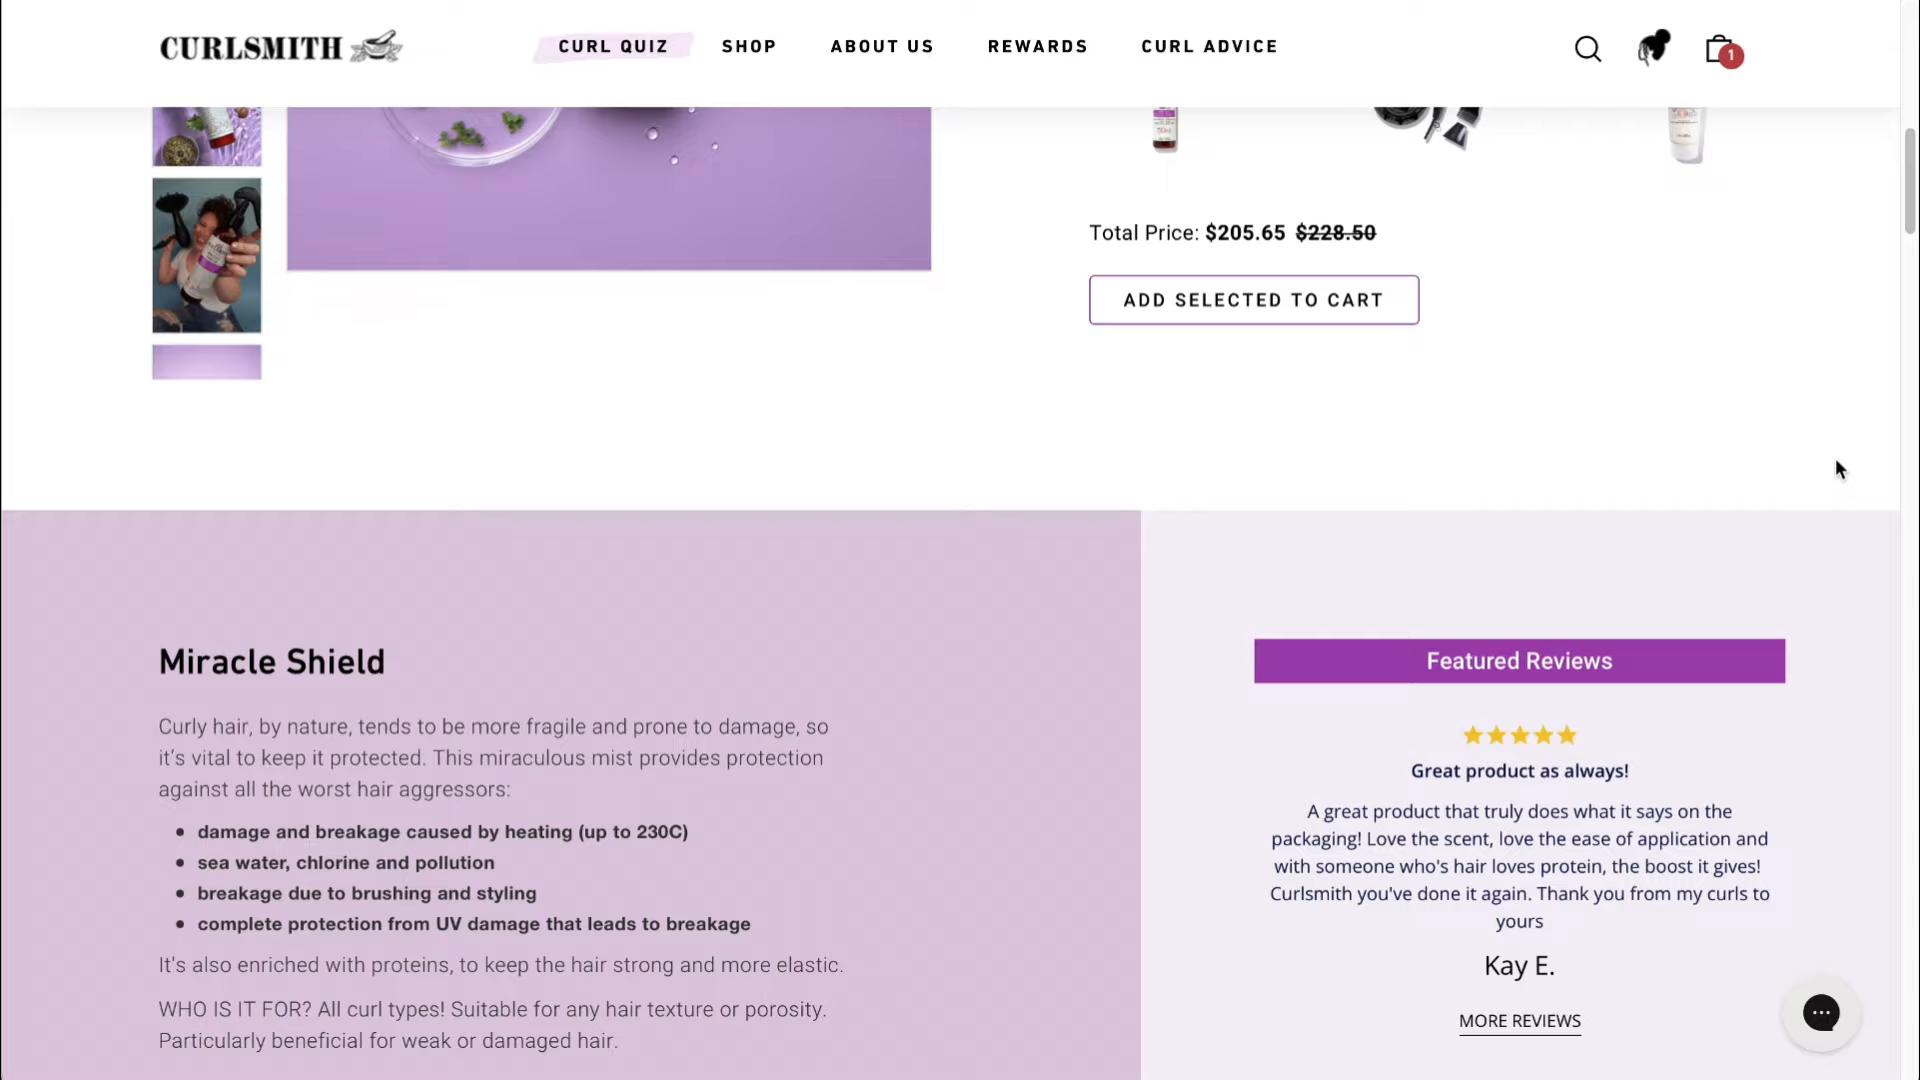 CURLSMITH
CURL QUIZ
SHOP
ABOUT US
REWARDS
CURL ADVICE
1
Total Price: $205.65 $228.50
ADD SELECTED TO CART
Miracle Shield
Curly hair, by nature, tends to be more fragile and prone to damage, so
it's vital to keep it protected. This miraculous mist provides protection
against all the worst hair aggressors:
damage and breakage caused by heating (up to 230C)
sea water, chlorine and pollution
breakage due to brushing and styling
complete protection from UV damage that leads to breakage
It's also enriched with proteins, to keep the hair strong and more elastic.
WHO IS IT FOR? All curl types! Suitable for any hair texture or porosity.
Particularly beneficial for weak or damaged hair.
Featured Reviews
Great product as always!
A great product that truly does what it says on the
packaging! Love the scent, love the ease of application and
with someone who's hair loves protein, the boost it gives!
Curlsmith you've done it again. Thank you from my curls to
yours
Kay E.
MORE REVIEWS